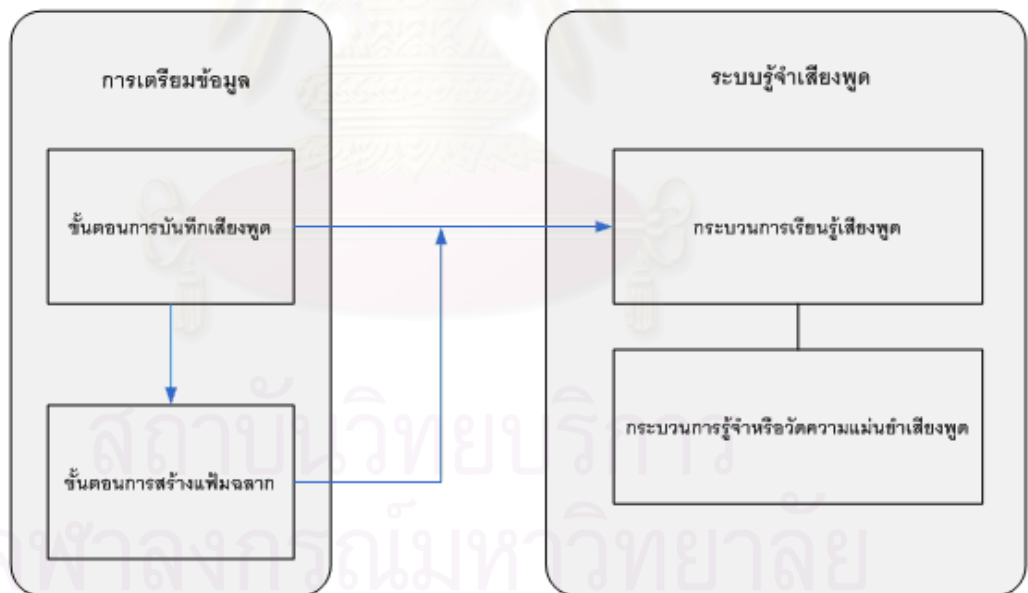 การเตรียมข้อมูล
ขั้นตอนการบันทึกเสียงพูด
ขั้นตอนการสร้างแฟ้มฉลาก
ระบบรู้จำเสียงพูด
กระบวนการเรียนรู้เสียงพูด
กระบวนการรู้จำหรือวัดความแม่นยำเสียงพูด
สถาบันวิทยบริการ
จุฬาลงกรณ์มหาวิทยาลัย